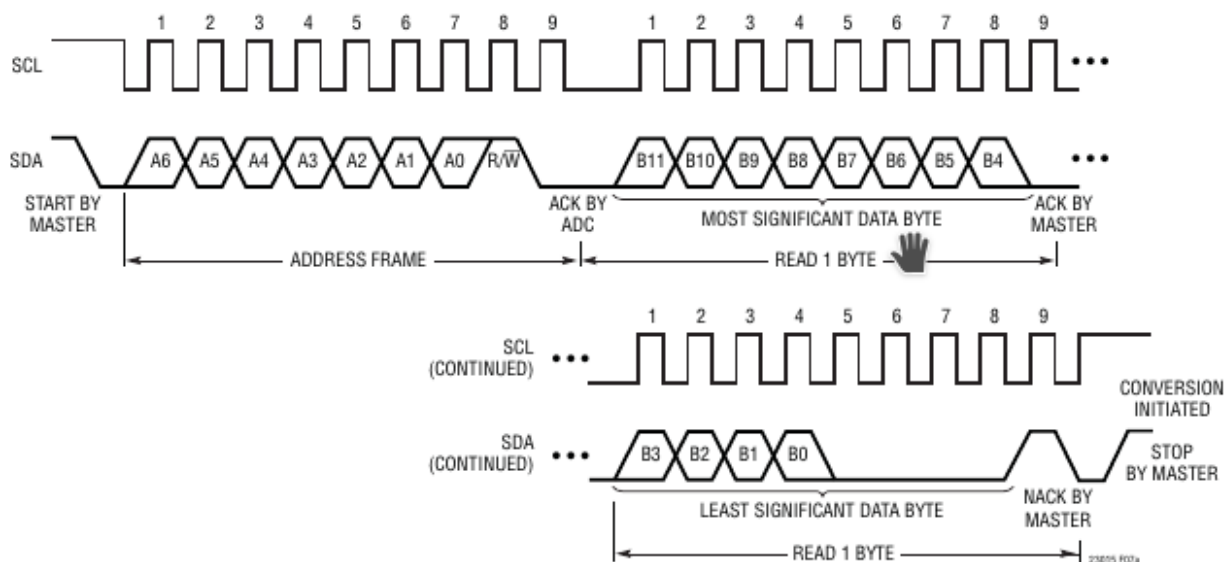 1 2 3 4 5 6 7 8 9 1 2 3 4 5 6 7 8 9
SCL
SDA A6 A5 A4 A3 A2 A1 A0 R/W̅ B11 B10 B9 B8 B7 B6 B5 B4
START BY
MASTER
ACK BY
ADC
MOST SIGNIFICANT DATA BYTE
ACK BY
MASTER
ADDRESS FRAME
READ 1 BYTE
1 2 3 4 5 6 7 8 9
SCL
(CONTINUED)
CONVERSION
INITIATED
SDA
(CONTINUED)
B3 B2 B1 B0
STOP
BY MASTER
LEAST SIGNIFICANT DATA BYTE
NACK BY
MASTER
READ 1 BYTE